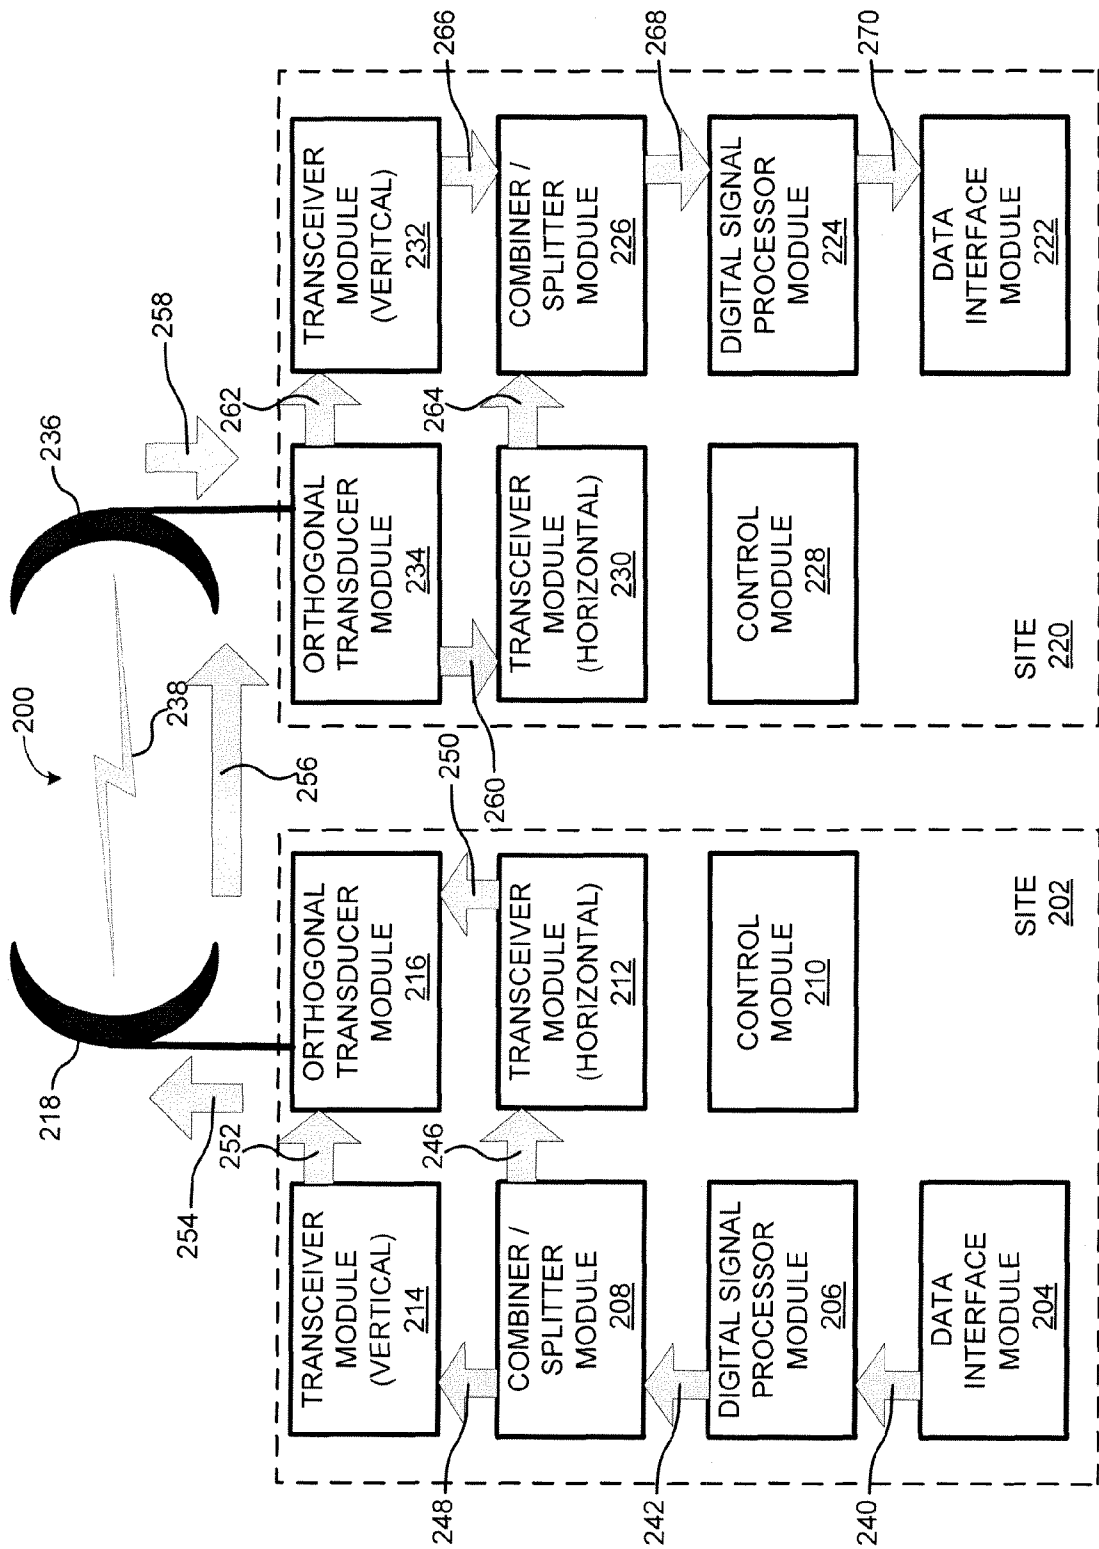 200
218
236
238
254
256
258
252
262
TRANSCEIVER
MODULE
(VERTICAL)
214
ORTHOGONAL
TRANSDUCER
MODULE
216
ORTHOGONAL
TRANSDUCER
MODULE
234
TRANSCEIVER
MODULE
(VERITCAL)
232
248
246
250
260
264
266
COMBINER /
SPLITTER
MODULE
208
TRANSCEIVER
MODULE
(HORIZONTAL)
212
TRANSCEIVER
MODULE
(HORIZONTAL)
230
COMBINER /
SPLITTER
MODULE
226
242
268
DIGITAL SIGNAL
PROCESSOR
MODULE
206
CONTROL
MODULE
210
CONTROL
MODULE
228
DIGITAL SIGNAL
PROCESSOR
MODULE
224
240
270
DATA
INTERFACE
MODULE
204
SITE
202
SITE
220
DATA
INTERFACE
MODULE
222